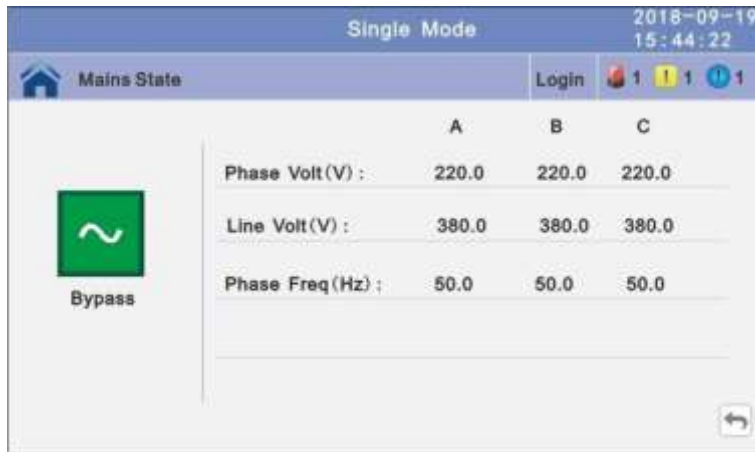 Single Mode
2018-09-19
15:44:22
Mains State
Login
1
! 1
! 1
A B C
Phase Volt(V): 220.0 220.0 220.0
Line Volt(V): 380.0 380.0 380.0
Phase Freq(Hz): 50.0 50.0 50.0
Bypass